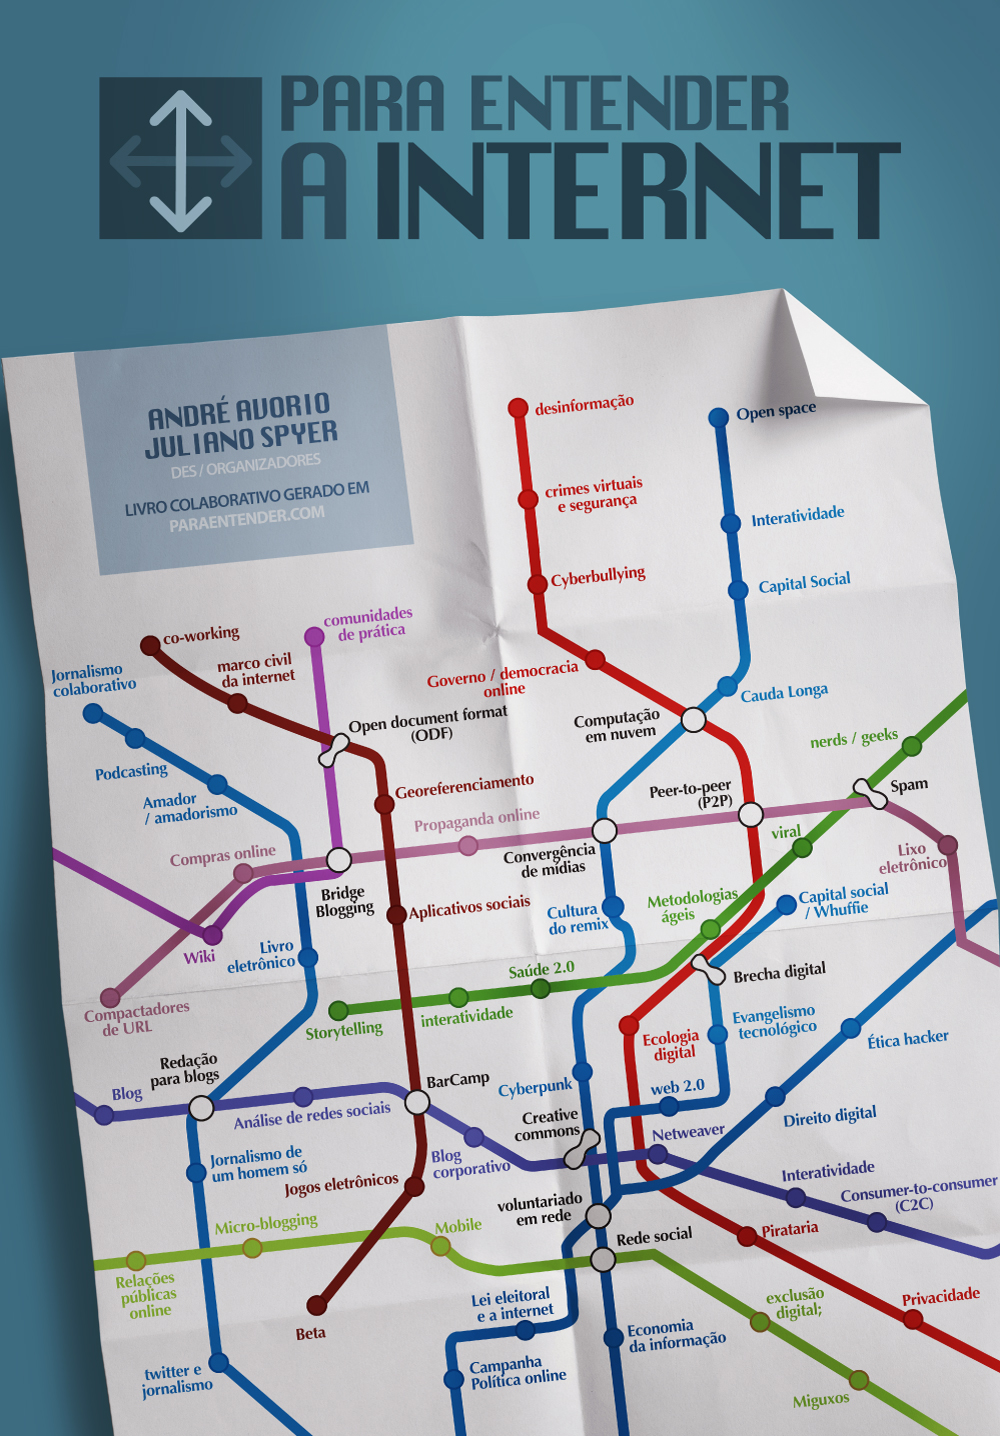 PARA ENTENDER
A INTERNET
ANDRÉ AVORIO
JULIANO SPYER
DES / ORGANIZADORES
LIVRO COLABORATIVO GERADO EM
PARAENTENDER.COM
desinformação
Open space
crimes virtuais
e segurança
Interatividade
Cyberbullying
Capital Social
comunidades
de prática
co-working
marco civil
da internet
Jornalismo
colaborativo
Governo / democracia
online
Cauda Longa
Open document format
(ODF)
Computação
em nuvem
nerds / geeks
Podcasting
Amador
/ amadorismo
Georeferenciamento
Peer-to-peer
(P2P)
Spam
Propaganda online
viral
Compras online
Convergência
de mídias
Lixo
eletrônico
Bridge
Blogging
Aplicativos sociais
Cultura
do remix
Metodologias
ágeis
Capital social
/ Whuffie
Wiki
Livro
eletrônico
Saúde 2.0
Brecha digital
Compactadores
de URL
Storytelling
interatividade
Ecologia
digital
Evangelismo
tecnológico
Ética hacker
Redação
para blogs
BarCamp
Cyberpunk
web 2.0
Blog
Análise de redes sociais
Creative
commons
Direito digital
Netweaver
Jornalismo de
um homem só
Blog
corporativo
Interatividade
Jogos eletrônicos
Consumer-to-consumer
(C2C)
voluntariado
em rede
Micro-blogging
Mobile
Rede social
Pirataria
Relações
públicas
online
Lei eleitoral
e a internet
exclusão
digital;
Privacidade
Beta
Economia
da informação
twitter e
jornalismo
Campanha
Política online
Miguxos